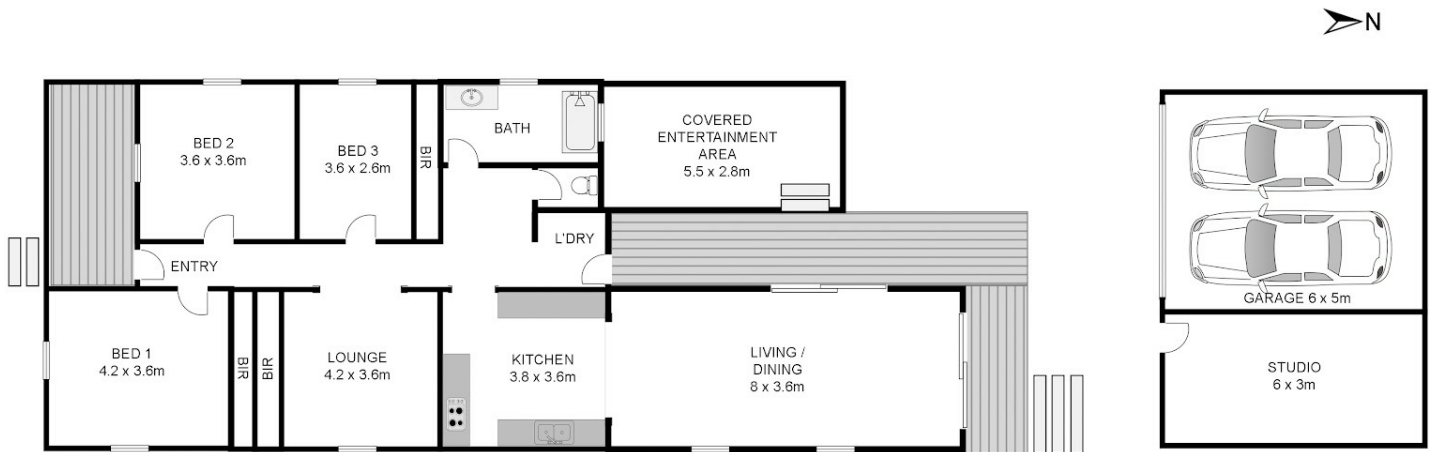 N
BED 2
3.6 x 3.6m
BED 3
3.6 x 2.6m
BIR
BATH
COVERED
ENTERTAINMENT
AREA
5.5 x 2.8m
L'DRY
ENTRY
BED 1
4.2 x 3.6m
BIR
BIR
LOUNGE
4.2 x 3.6m
KITCHEN
3.8 x 3.6m
LIVING /
DINING
8 x 3.6m
GARAGE 6 x 5m
STUDIO
6 x 3m